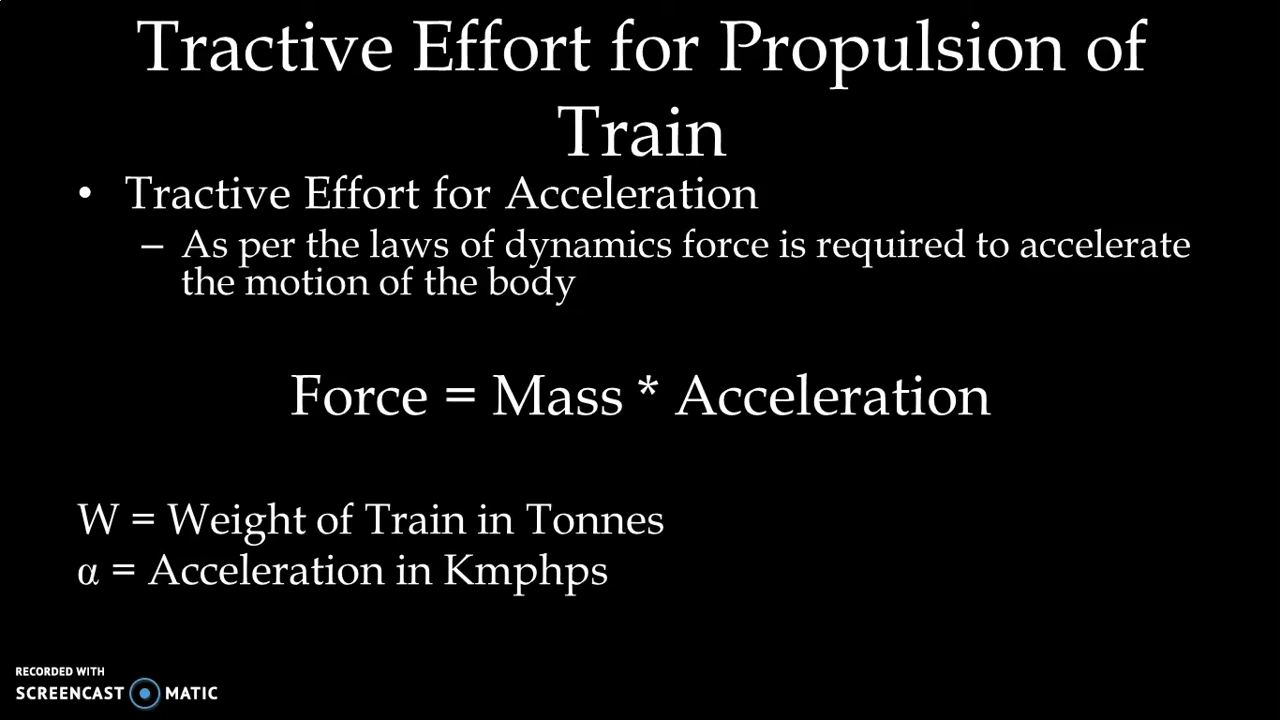 Tractive Effort for Propulsion of
Train
• Tractive Effort for Acceleration
– As per the laws of dynamics force is required to accelerate
the motion of the body
Force = Mass * Acceleration
W = Weight of Train in Tonnes
α = Acceleration in Kmphps
RECORDED WITH
SCREENCAST MATIC